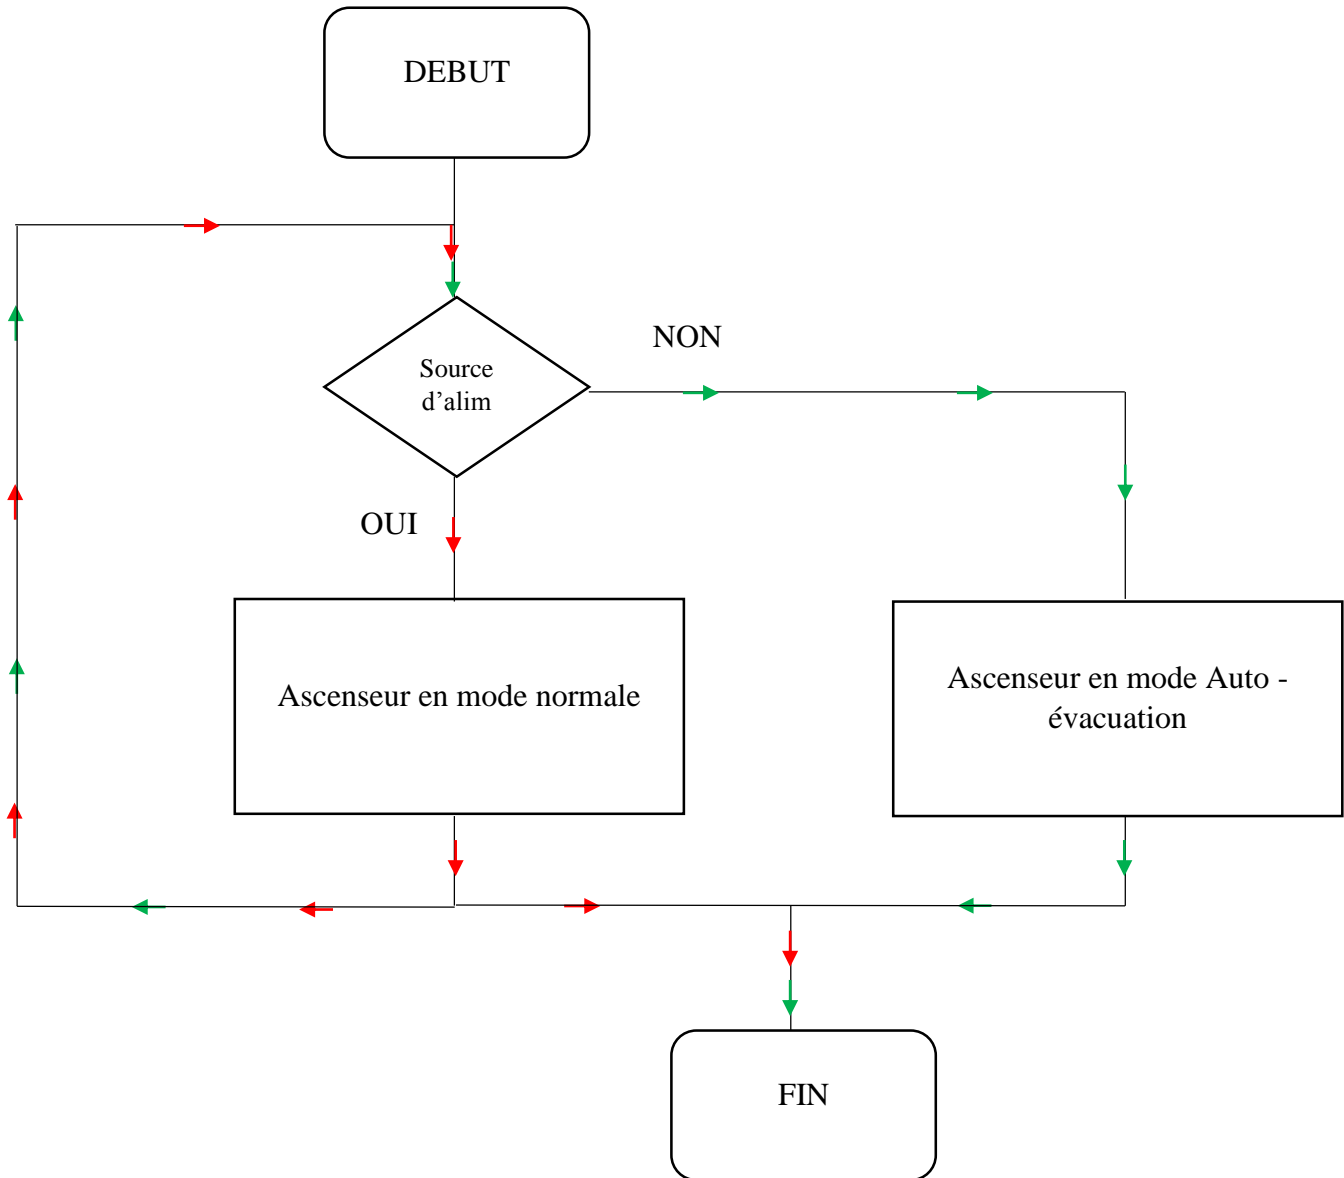 DEBUT
NON
Source
d'alim
OUI
Ascenseur en mode normale
Ascenseur en mode Auto -
évacuation
FIN